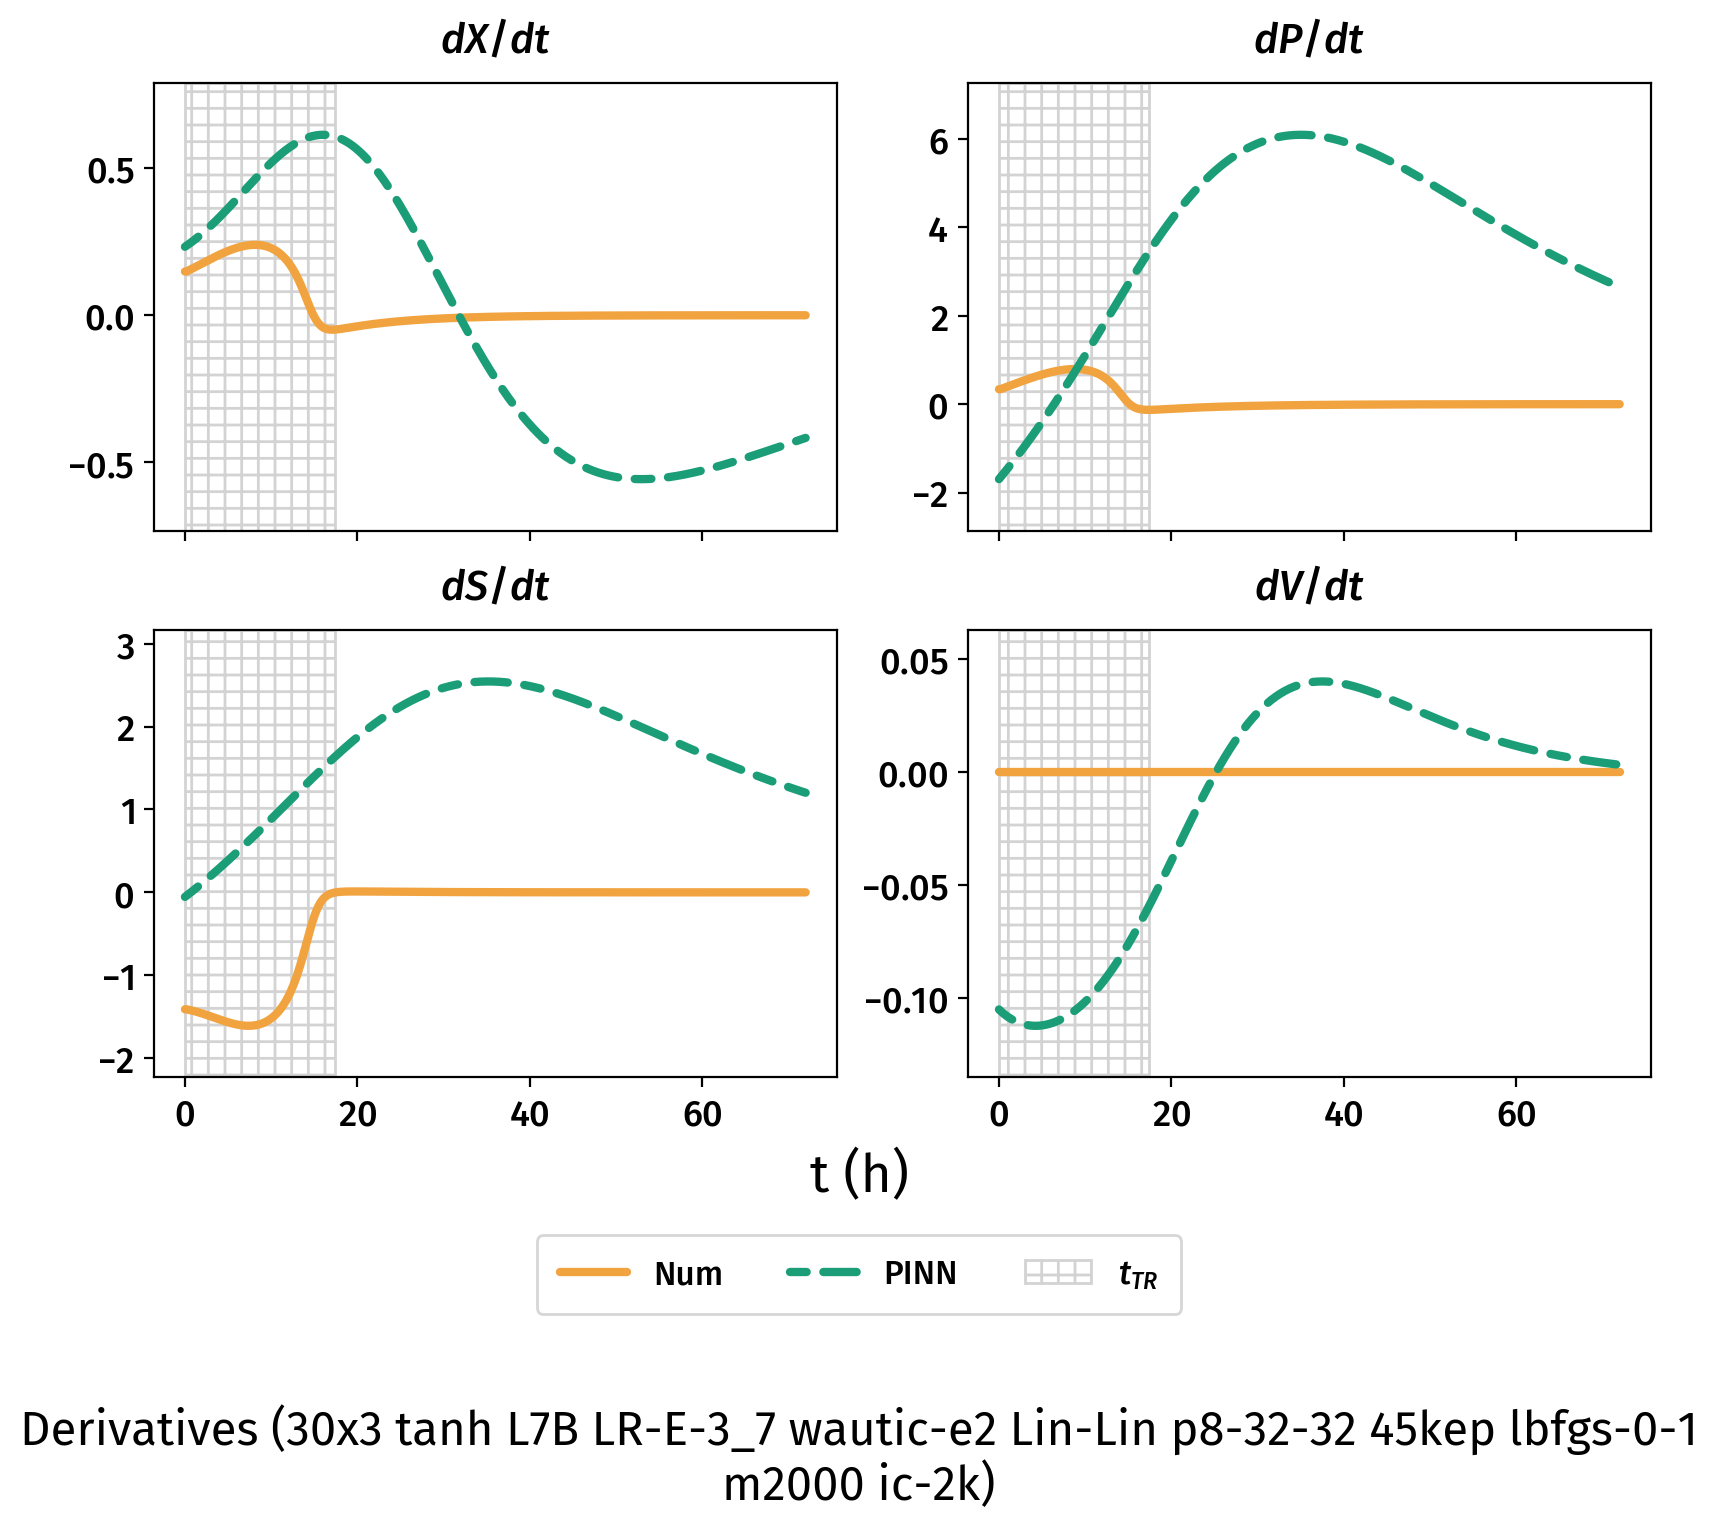 dX/dt
dP/dt
0.5
0.0
−0.5
6
4
2
0
−2
dS/dt
dV/dt
3
2
1
0
−1
−2
0.05
0.00
−0.05
−0.10
0 20 40 60
0 20 40 60
t (h)
Num PINN tTR
Derivatives (30x3 tanh L7B LR-E-3_7 wautic-e2 Lin-Lin p8-32-32 45kep lbfgs-0-1
m2000 ic-2k)